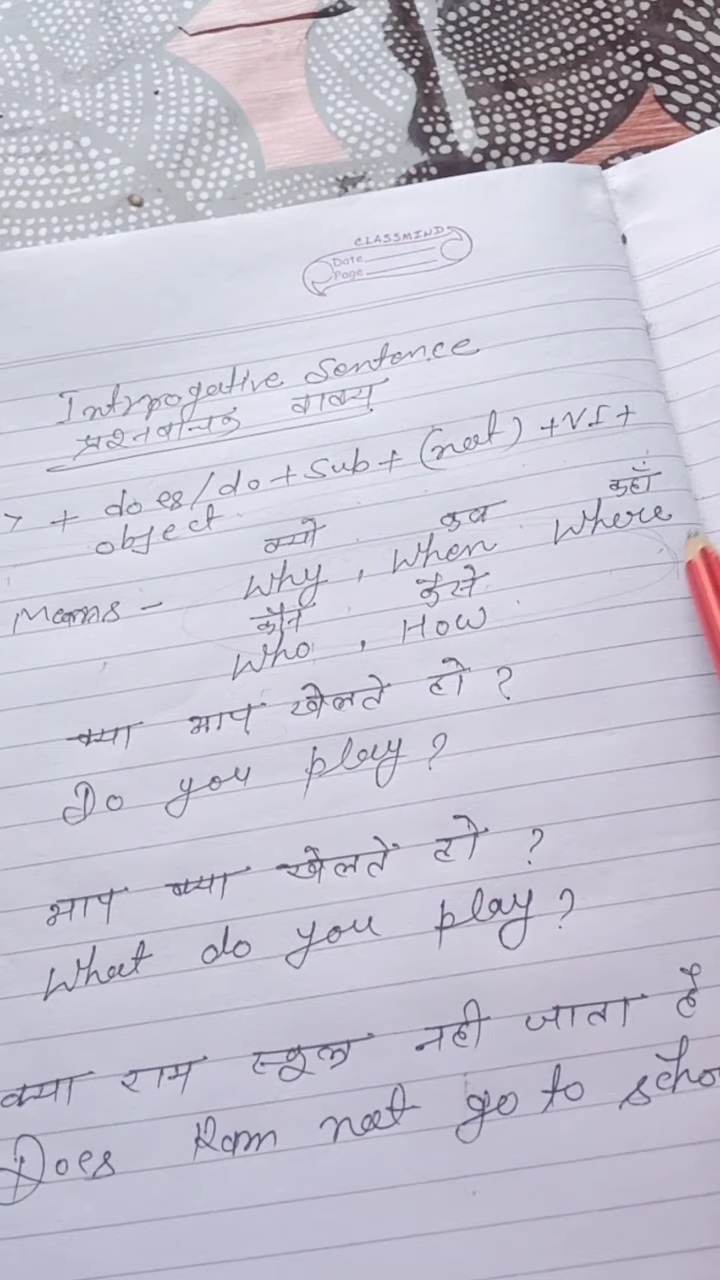 CLASSMIND
Date
Page
Intrrogative Sentence
प्रश्नवाचक वाक्य
> + does/do + Sub + (not) + V.I +
object.
क्यों कब कहाँ
Means - Why, When Where
कौन कैसे
Who, How
क्या आप खेलते हो ?
Do you play?
आप क्या खेलते हो ?
What do you play?
क्या राम स्कूल नही जाता है
Does Ram not go to scho